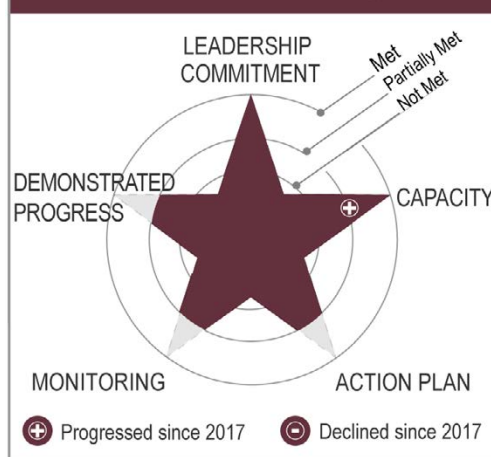 LEADERSHIP
COMMITMENT
Met
Partially Met
Not Met
DEMONSTRATED
PROGRESS
CAPACITY
MONITORING
ACTION PLAN
Progressed since 2017
Declined since 2017